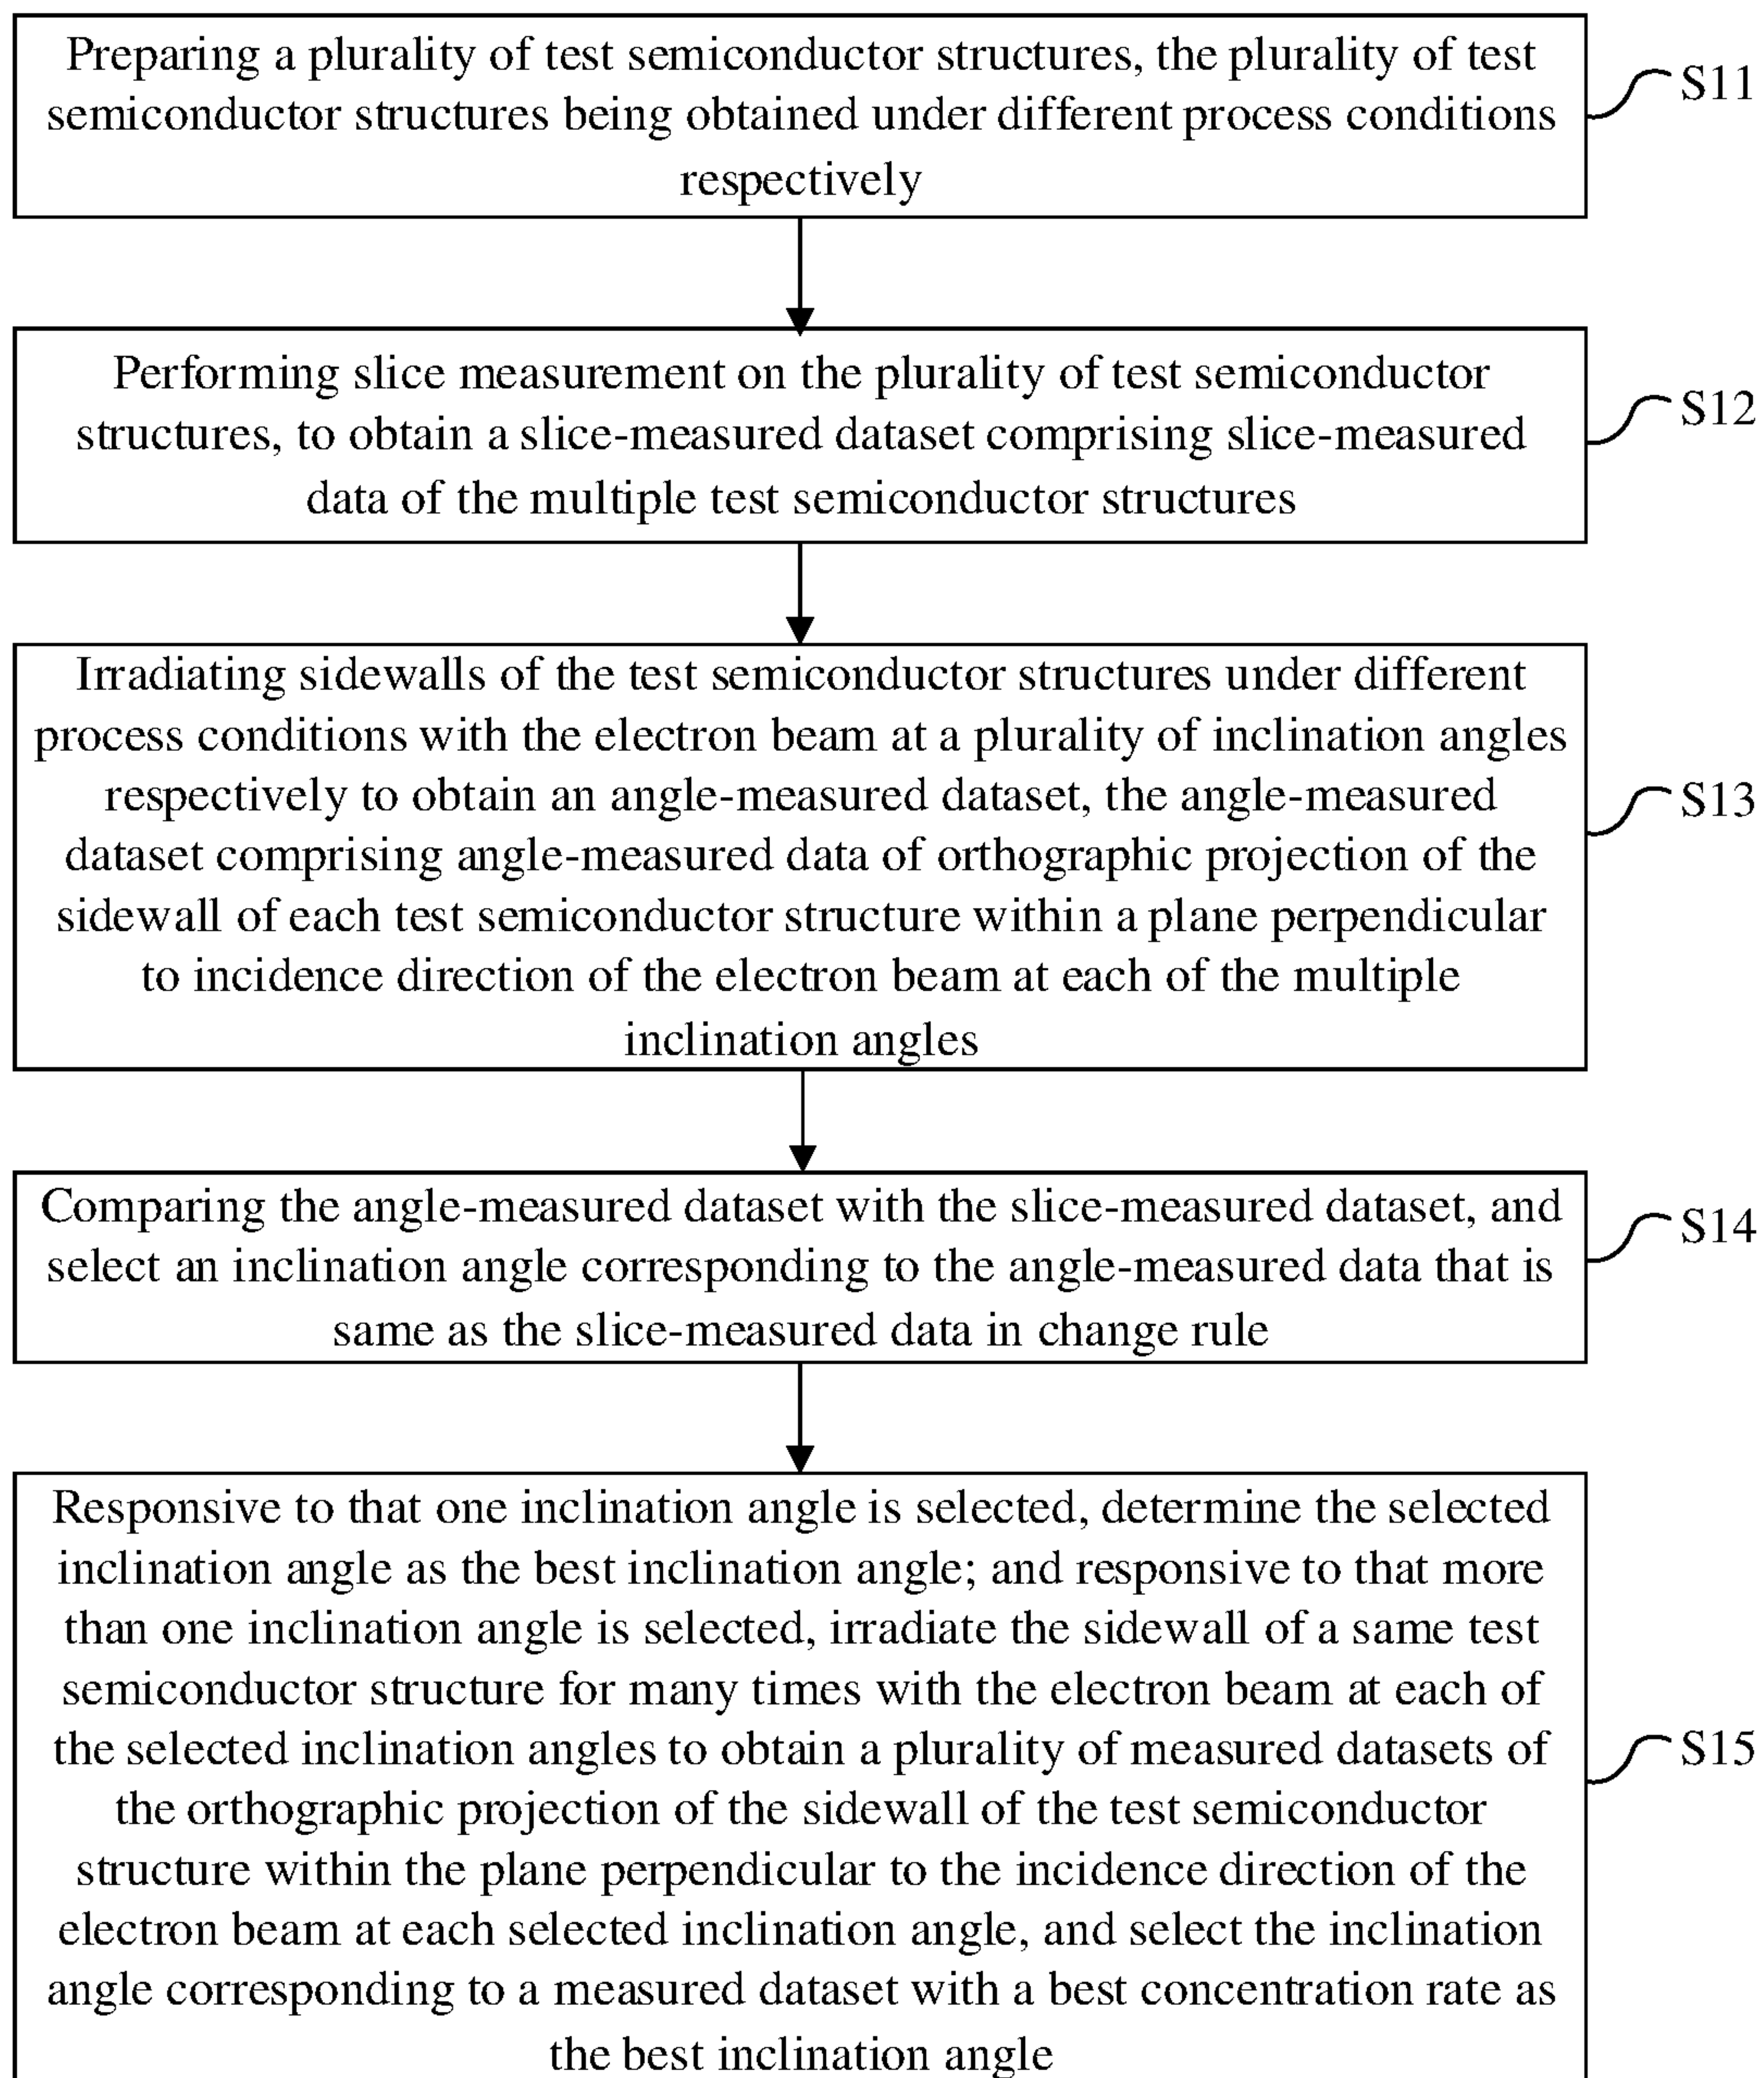 Preparing a plurality of test semiconductor structures, the plurality of test
semiconductor structures being obtained under different process conditions
respectively
S11
Performing slice measurement on the plurality of test semiconductor
structures, to obtain a slice-measured dataset comprising slice-measured
data of the multiple test semiconductor structures
S12
Irradiating sidewalls of the test semiconductor structures under different
process conditions with the electron beam at a plurality of inclination angles
respectively to obtain an angle-measured dataset, the angle-measured
dataset comprising angle-measured data of orthographic projection of the
sidewall of each test semiconductor structure within a plane perpendicular
to incidence direction of the electron beam at each of the multiple
inclination angles
S13
Comparing the angle-measured dataset with the slice-measured dataset, and
select an inclination angle corresponding to the angle-measured data that is
same as the slice-measured data in change rule
S14
Responsive to that one inclination angle is selected, determine the selected
inclination angle as the best inclination angle; and responsive to that more
than one inclination angle is selected, irradiate the sidewall of a same test
semiconductor structure for many times with the electron beam at each of
the selected inclination angles to obtain a plurality of measured datasets of
the orthographic projection of the sidewall of the test semiconductor
structure within the plane perpendicular to the incidence direction of the
electron beam at each selected inclination angle, and select the inclination
angle corresponding to a measured dataset with a best concentration rate as
the best inclination angle
S15